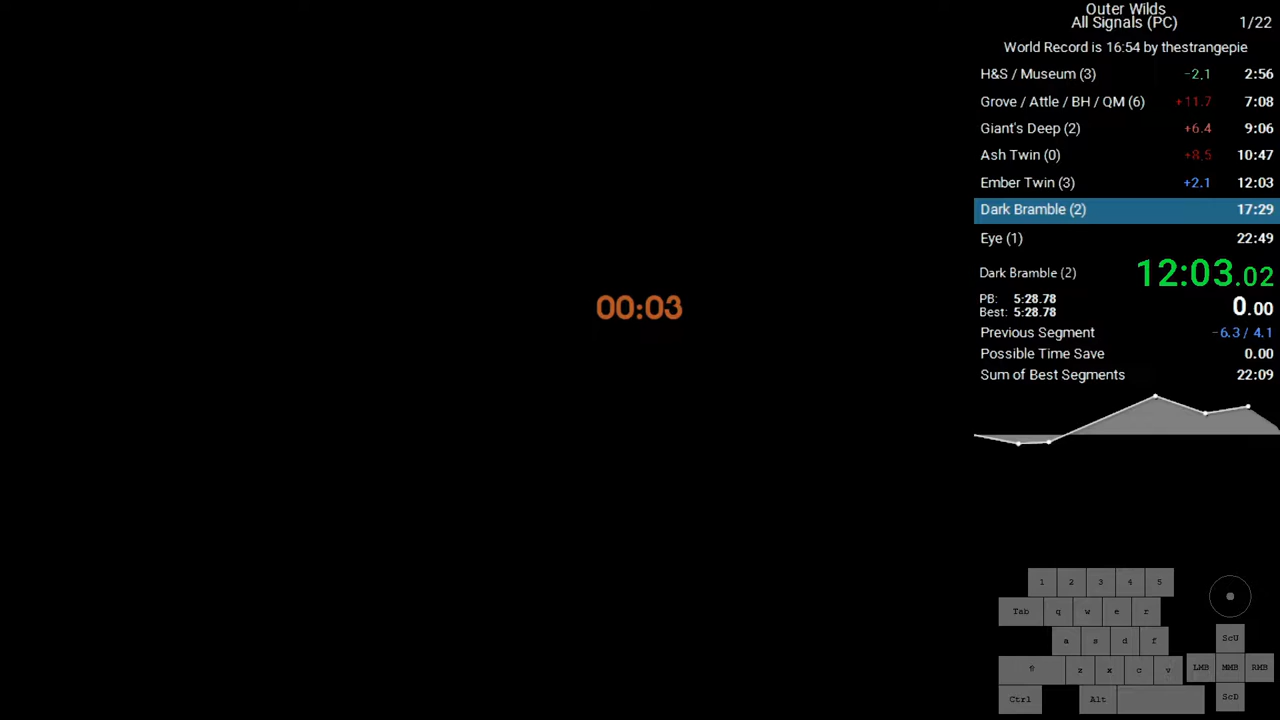 Outer Wilds
All Signals (PC) 1/22
World Record is 16:54 by thestrangepie
H&S / Museum (3) -2.1 2:56
Grove / Attle / BH / QM (6) +11.7 7:08
Giant's Deep (2) +6.4 9:06
Ash Twin (0) +8.5 10:47
Ember Twin (3) +2.1 12:03
Dark Bramble (2) 17:29
Eye (1) 22:49
Dark Bramble (2) 12:03.02
PB: 5:28.78
Best: 5:28.78 0.00
Previous Segment -6.3 / 4.1
Possible Time Save 0.00
Sum of Best Segments 22:09
00:03
1 2 3 4 5
Tab q w e r
a s d f ScU
z x c v LMB MMB RMB
Ctrl Alt ScD